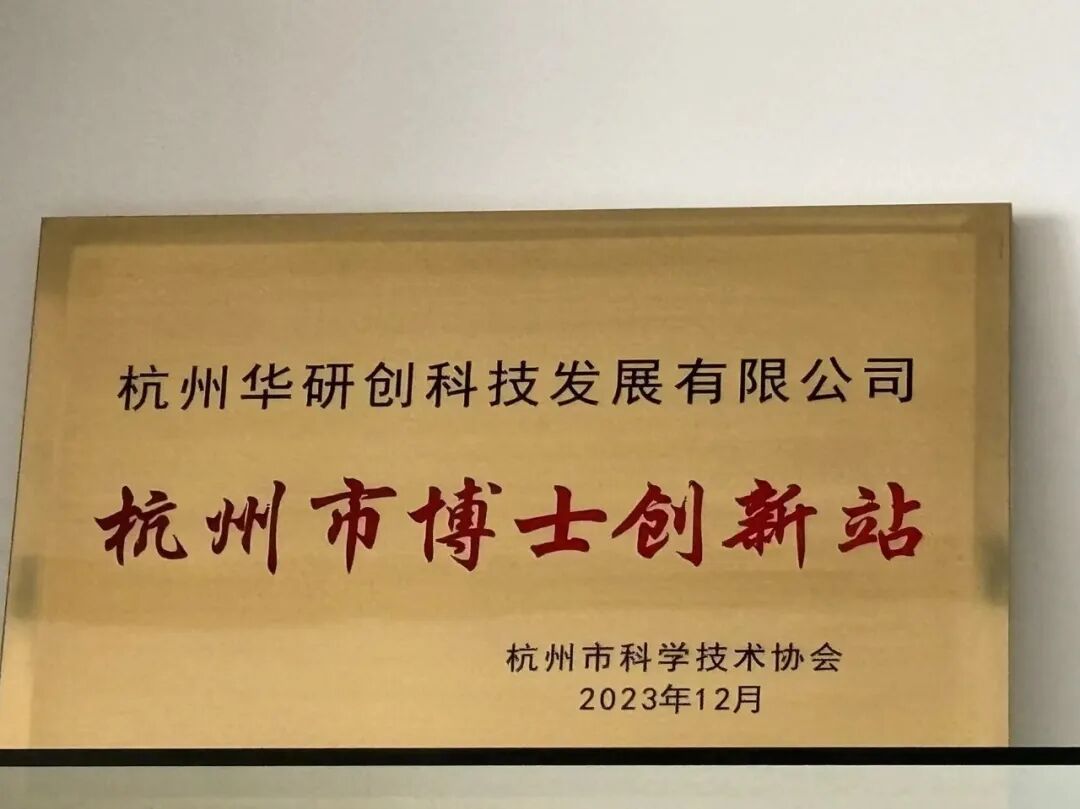 杭州华研创科技发展有限公司
杭州市博士创新站
杭州市科学技术协会
2023年12月